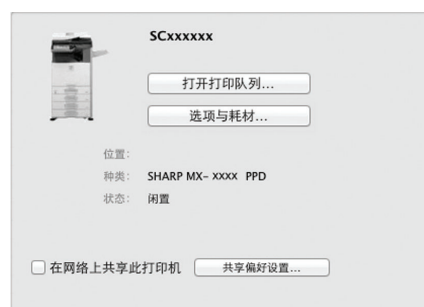 SCxxxxxx
打开打印队列...
选项与耗材...
位置:
种类: SHARP MX- xxxx PPD
状态: 闲置
在网络上共享此打印机 共享偏好设置...